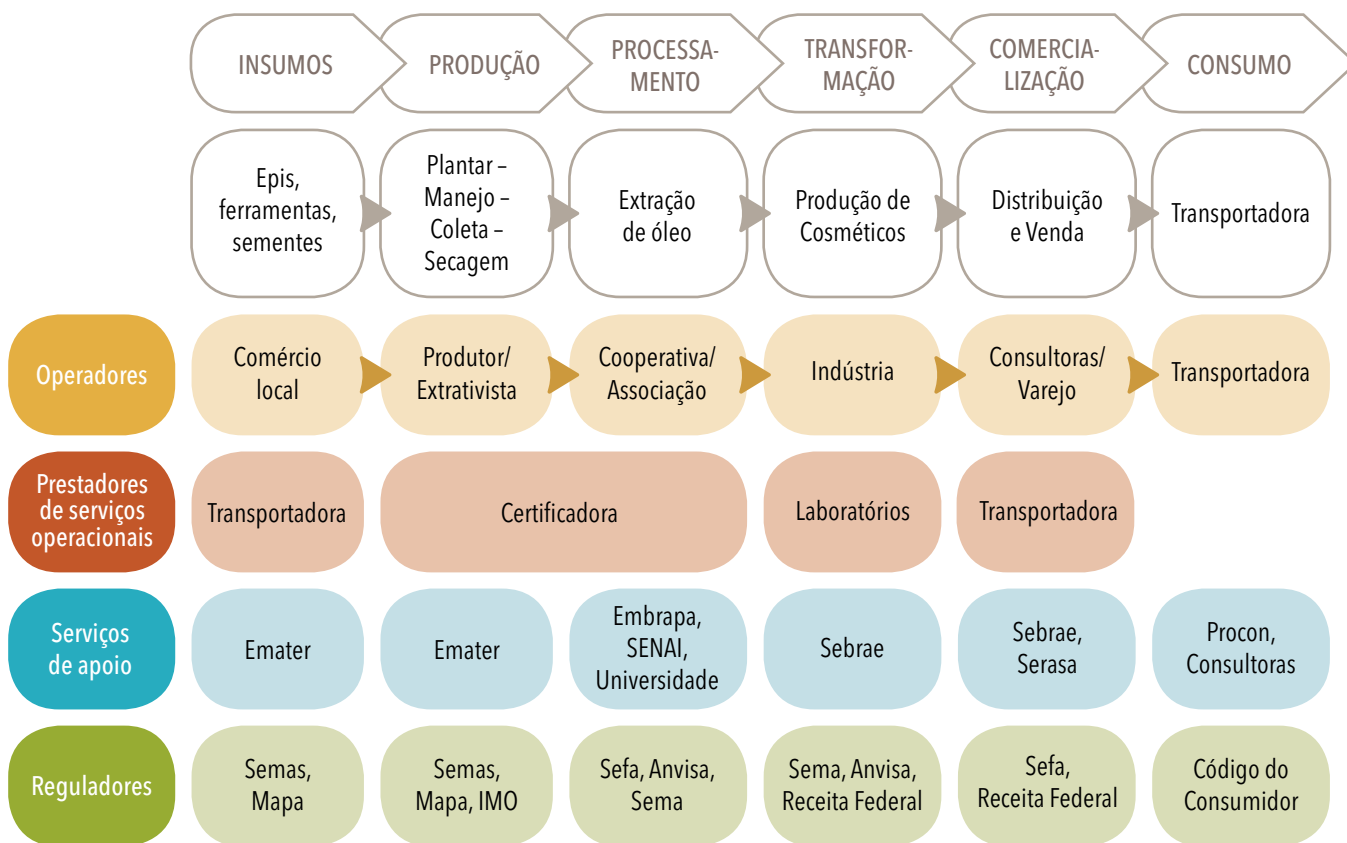 INSUMOS
PRODUÇÃO
PROCESSA-
MENTO
TRANSFOR-
MAÇÃO
COMERCIA-
LIZAÇÃO
CONSUMO
Epis,
ferramentas,
sementes
Plantar –
Manejo –
Coleta –
Secagem
Extração
de óleo
Produção de
Cosméticos
Distribuição
e Venda
Transportadora
Operadores
Comércio
local
Produtor/
Extrativista
Cooperativa/
Associação
Indústria
Consultoras/
Varejo
Transportadora
Prestadores
de serviços
operacionais
Transportadora
Certificadora
Laboratórios
Transportadora
Serviços
de apoio
Emater
Emater
Embrapa,
SENAI,
Universidade
Sebrae
Sebrae,
Serasa
Procon,
Consultoras
Reguladores
Semas,
Mapa
Semas,
Mapa, IMO
Sefa, Anvisa,
Sema
Sema, Anvisa,
Receita Federal
Sefa,
Receita Federal
Código do
Consumidor